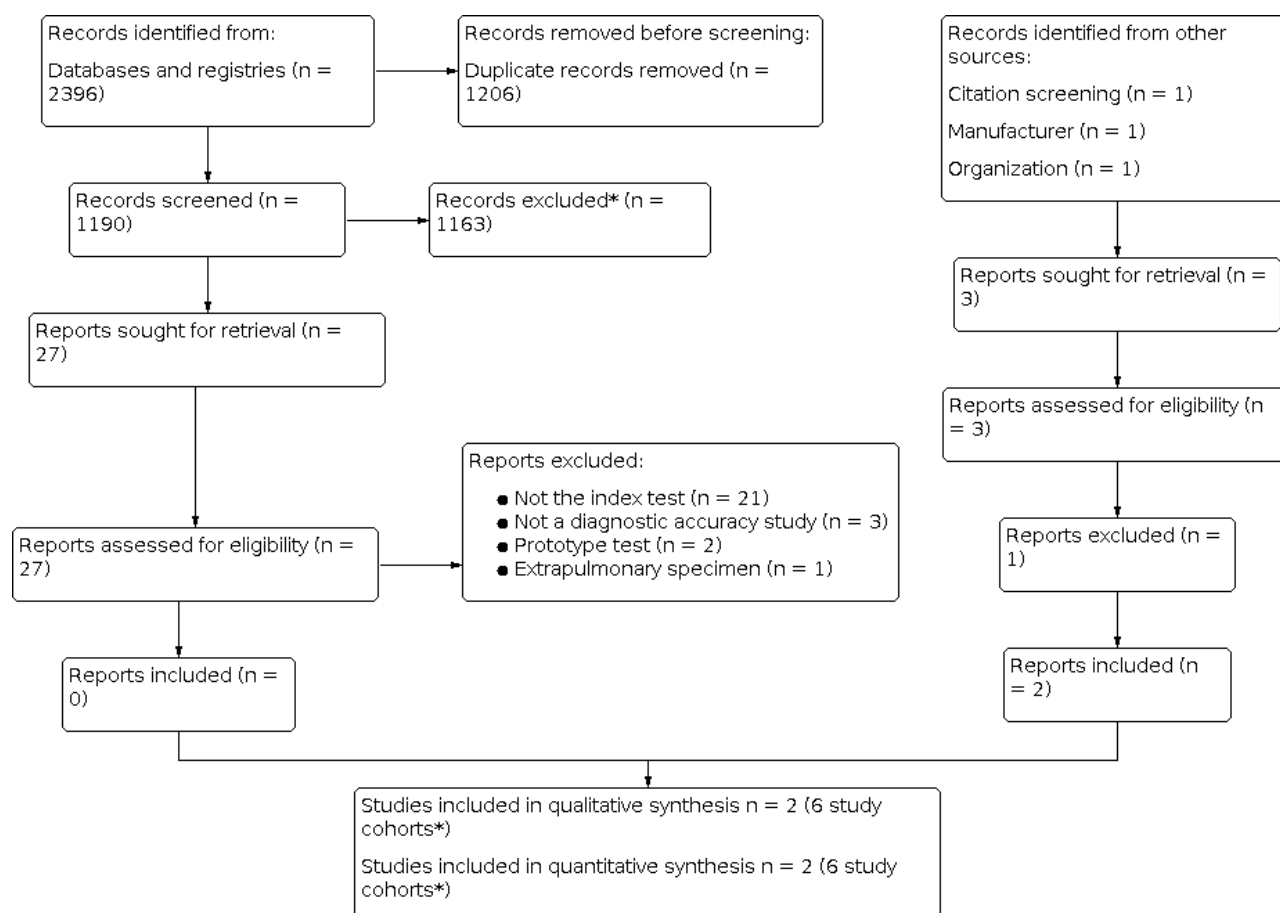 Records identified from:
Databases and registries (n =
2396)
Records removed before screening:
Duplicate records removed (n =
1206)
Records identified from other
sources:
Citation screening (n = 1)
Manufacturer (n = 1)
Organization (n = 1)
Records screened (n =
1190)
Records excluded* (n =
1163)
Reports sought for retrieval (n =
3)
Reports sought for retrieval (n =
27)
Reports assessed for eligibility (n
= 3)
Reports excluded:
● Not the index test (n = 21)
● Not a diagnostic accuracy study (n = 3)
● Prototype test (n = 2)
● Extrapulmonary specimen (n = 1)
Reports assessed for eligibility (n =
27)
Reports excluded (n =
1)
Reports included (n =
0)
Reports included (n
= 2)
Studies included in qualitative synthesis n = 2 (6 study
cohorts*)
Studies included in quantitative synthesis n = 2 (6 study
cohorts*)